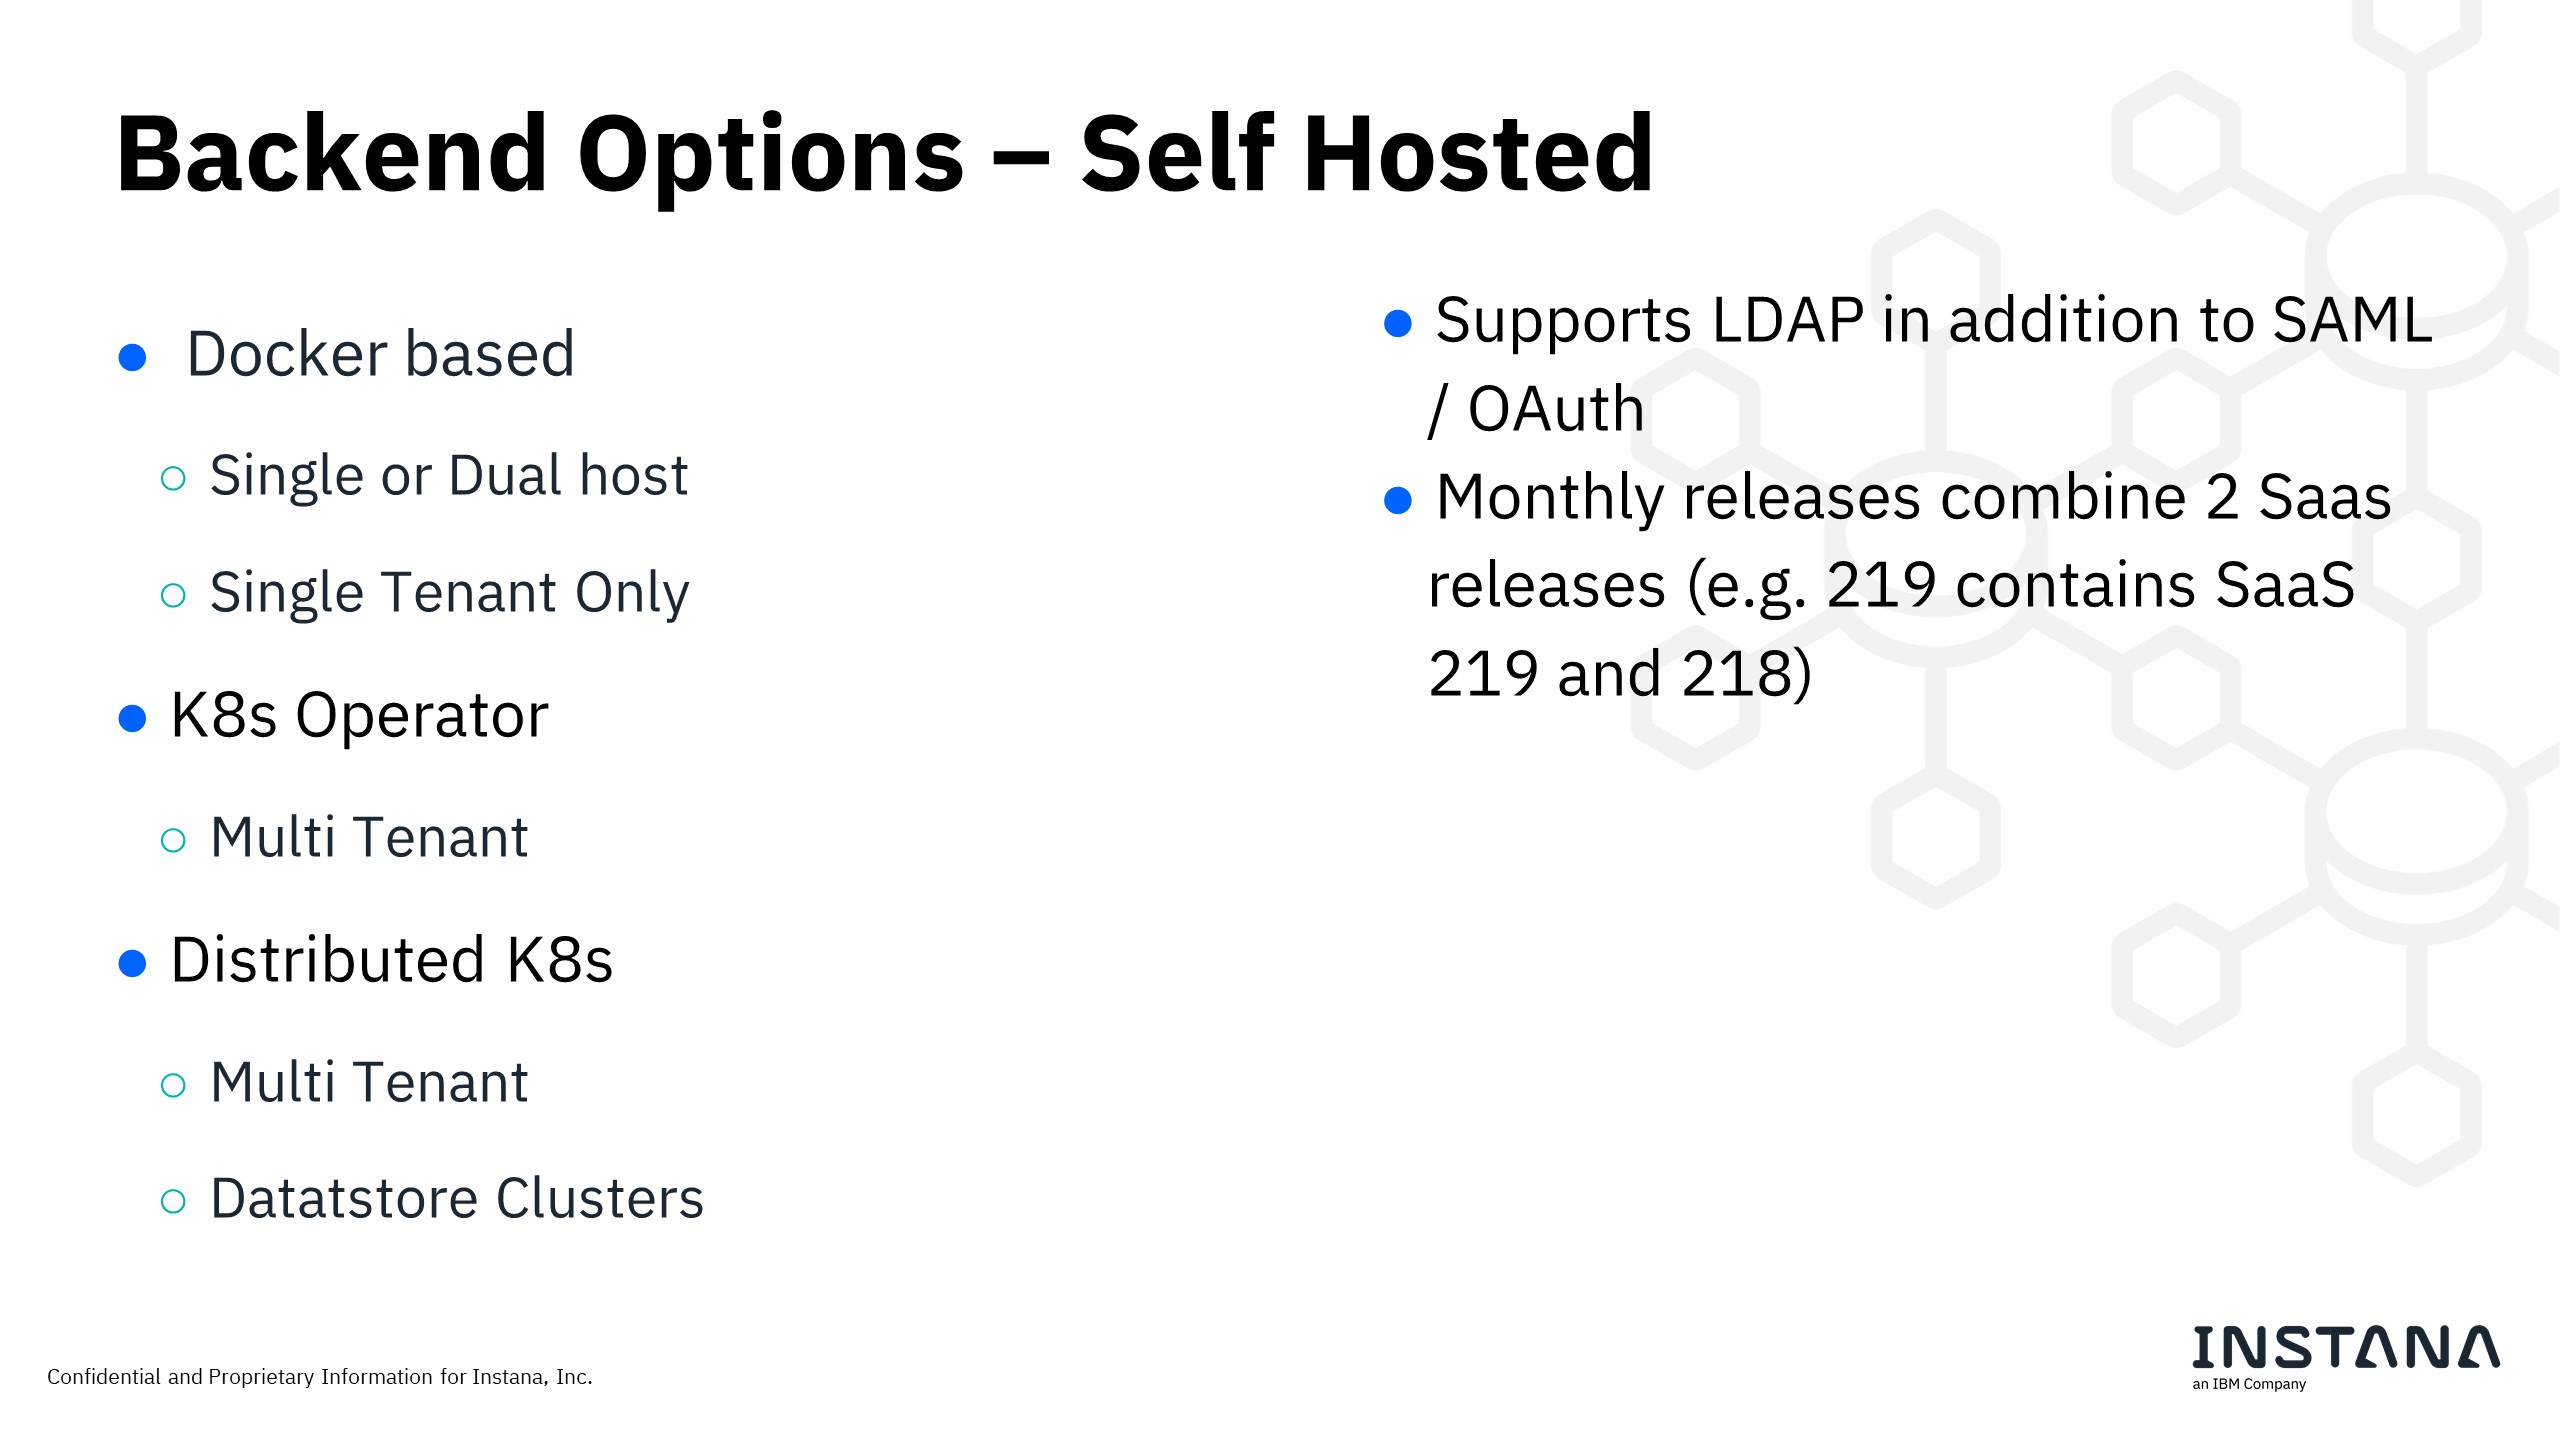 Backend Options – Self Hosted
● Docker based
○ Single or Dual host
○ Single Tenant Only
● K8s Operator
○ Multi Tenant
● Distributed K8s
○ Multi Tenant
○ Datatstore Clusters
● Supports LDAP in addition to SAML
/ OAuth
● Monthly releases combine 2 Saas
releases (e.g. 219 contains SaaS
219 and 218)
Confidential and Proprietary Information for Instana, Inc.
INSTANA
an IBM Company